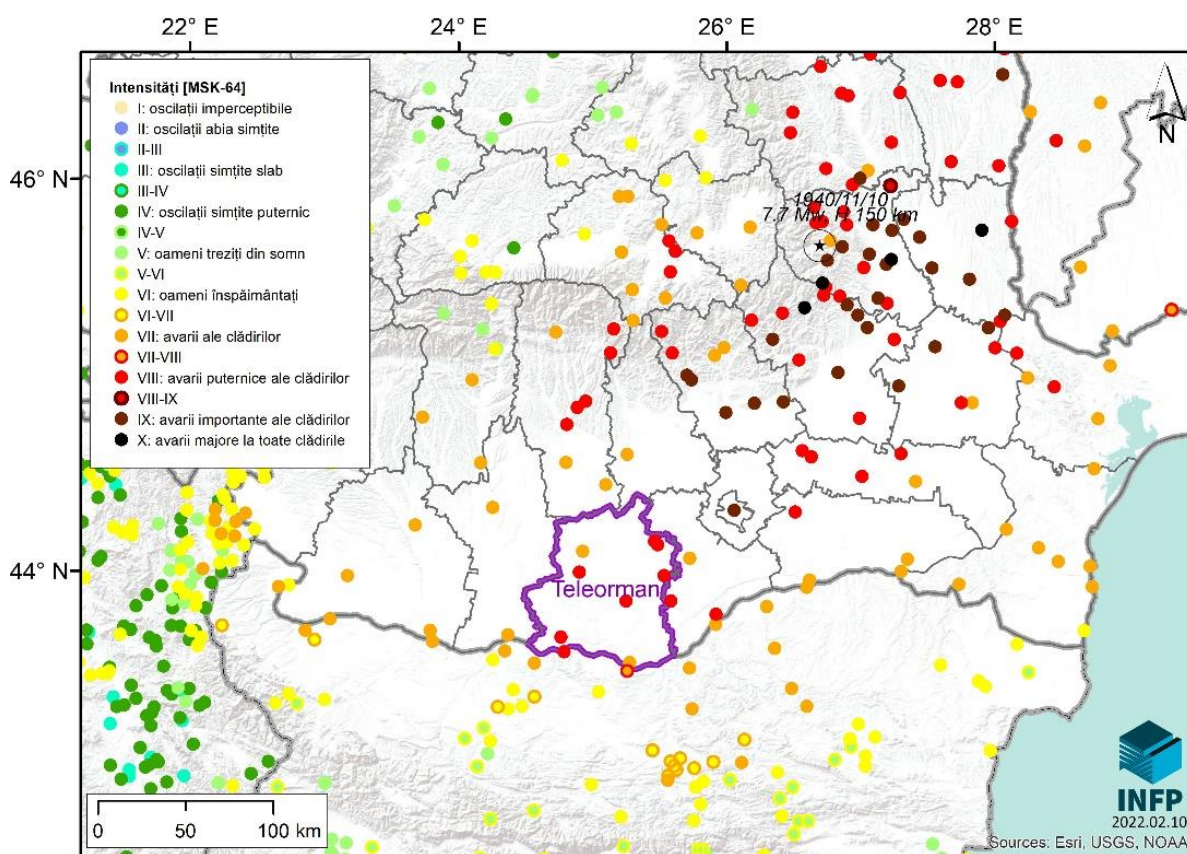 22° E 24° E 26° E 28° E
46° N
44° N
Intensități [MSK-64]
I: oscilații imperceptibile
II: oscilații abia simțite
II-III
III: oscilații simțite slab
III-IV
IV: oscilații simțite puternic
IV-V
V: oameni treziți din somn
V-VI
VI: oameni înspăimântați
VI-VII
VII: avarii ale clădirilor
VII-VIII
VIII: avarii puternice ale clădirilor
VIII-IX
IX: avarii importante ale clădirilor
X: avarii majore la toate clădirile
N
1940/11/10
7.7 Mw, H 150 km
Teleorman
0 50 100 km
INFP
2022.02.10
Sources: Esri, USGS, NOAA